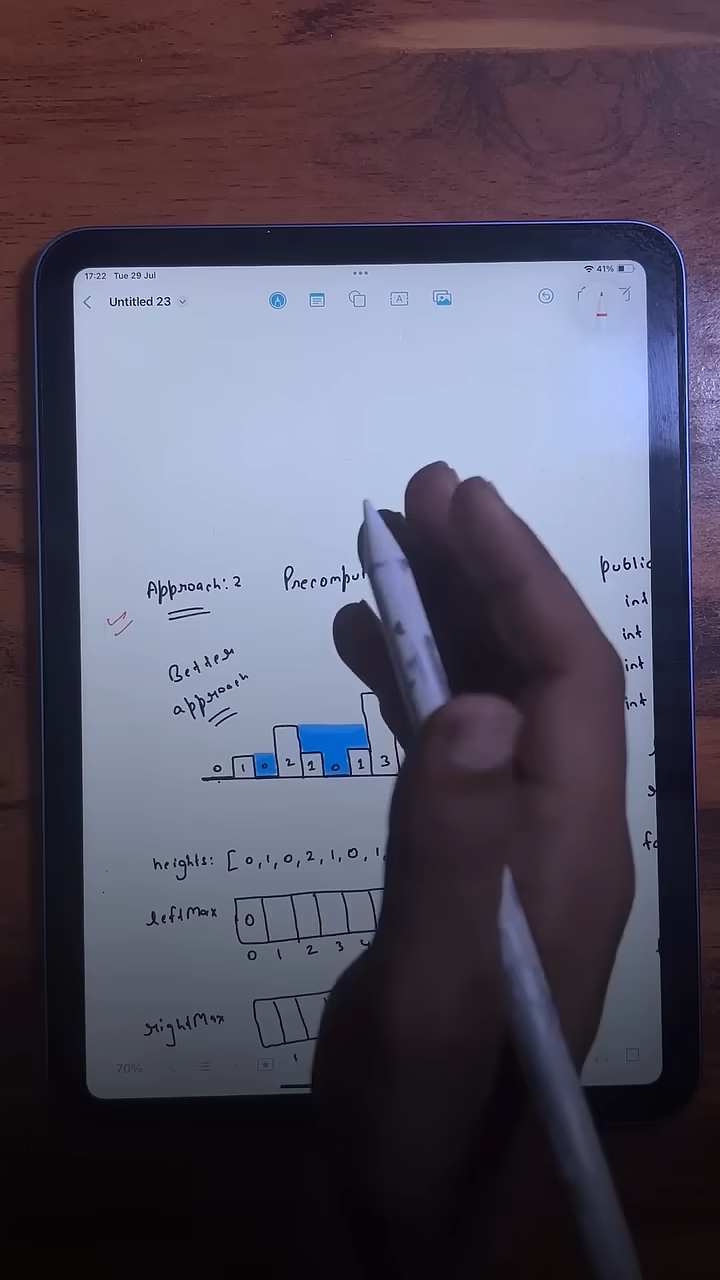 17:22 Tue 29 Jul
41%
Untitled 23
Approach: 2
Precompu
public
int
int
int
int
Better
approach
0 1 0 2 1 0 1 3
heights: [ 0, 1, 0, 2, 1, 0, 1,
leftMax
0
0 1 2 3 4
rightMax
1
70%